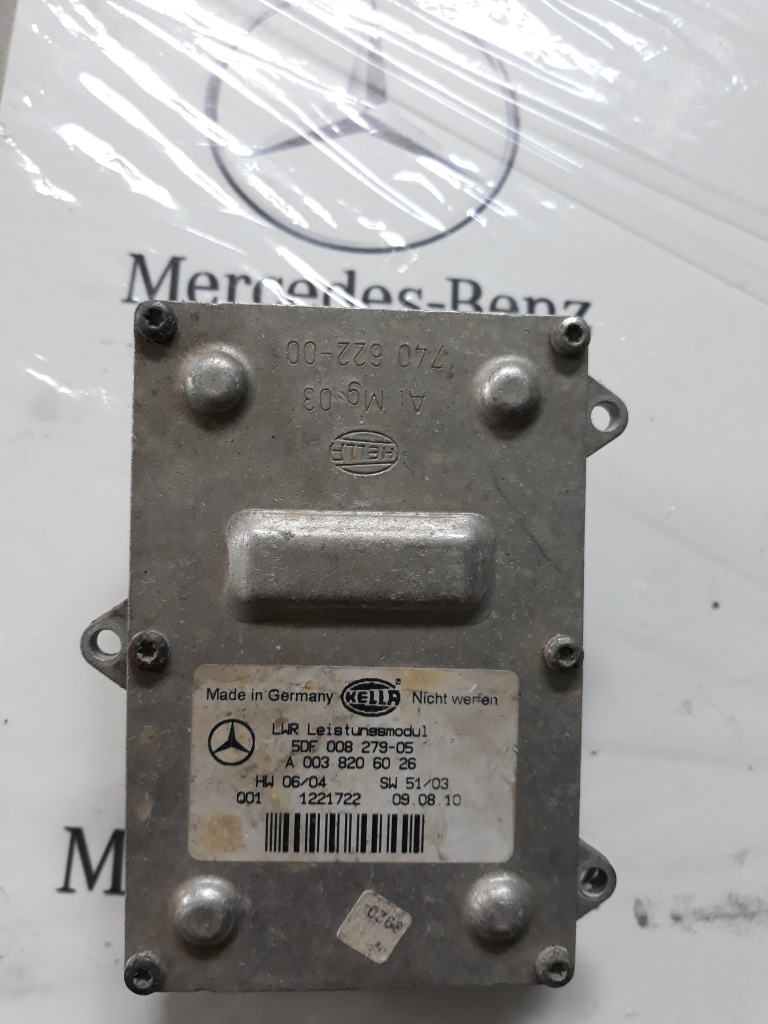 Mercedes-Benz
740 622-00
Al Mg 03
HELLA
Made in Germany HELLA ® Nicht werfen
LWR Leistungsmodul
5DF 008 279-05
A 003 820 60 26
HW 06/04 SW 51/03
Q01 1221722 09.08.10
M